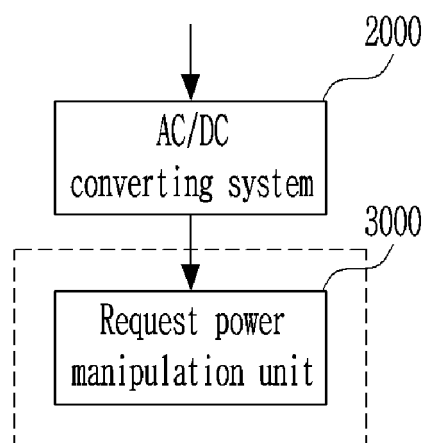 2000
AC/DC
converting system
3000
Request power
manipulation unit